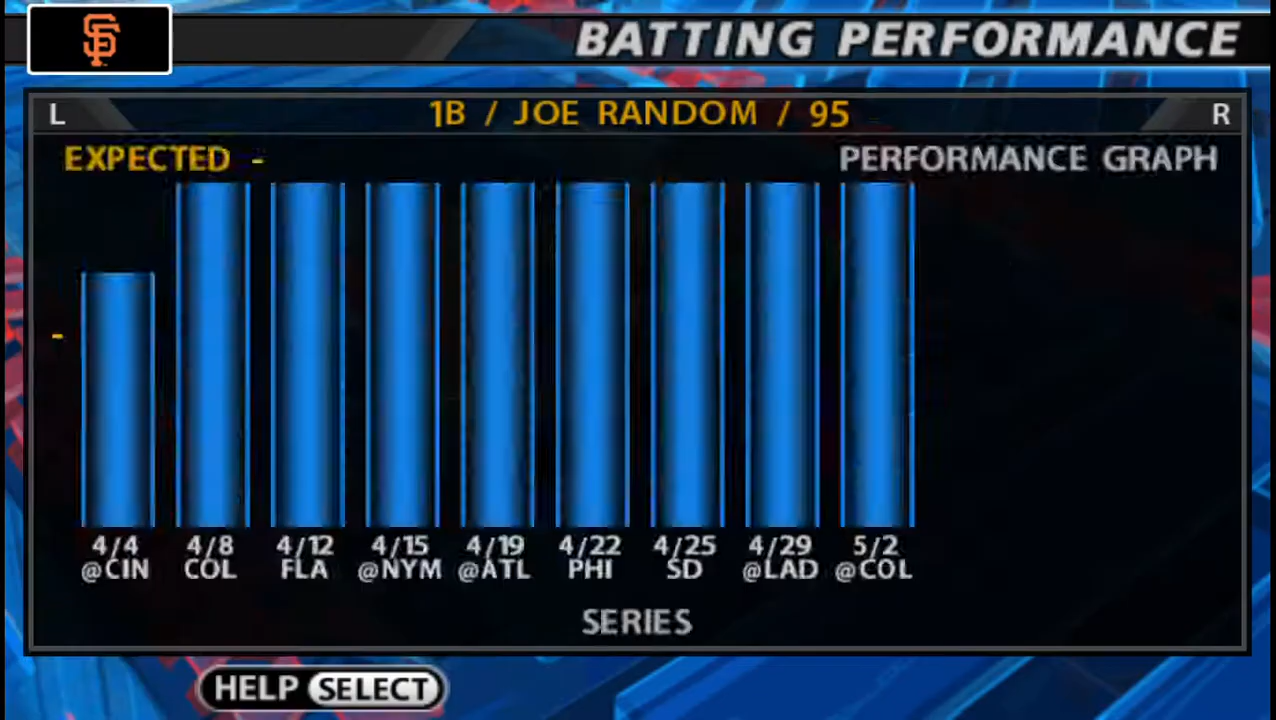 SF
BATTING PERFORMANCE
L 1B / JOE RANDOM / 95 R
EXPECTED - PERFORMANCE GRAPH
-
4/4 4/8 4/12 4/15 4/19 4/22 4/25 4/29 5/2
@CIN COL FLA @NYM @ATL PHI SD @LAD @COL
SERIES
HELP SELECT